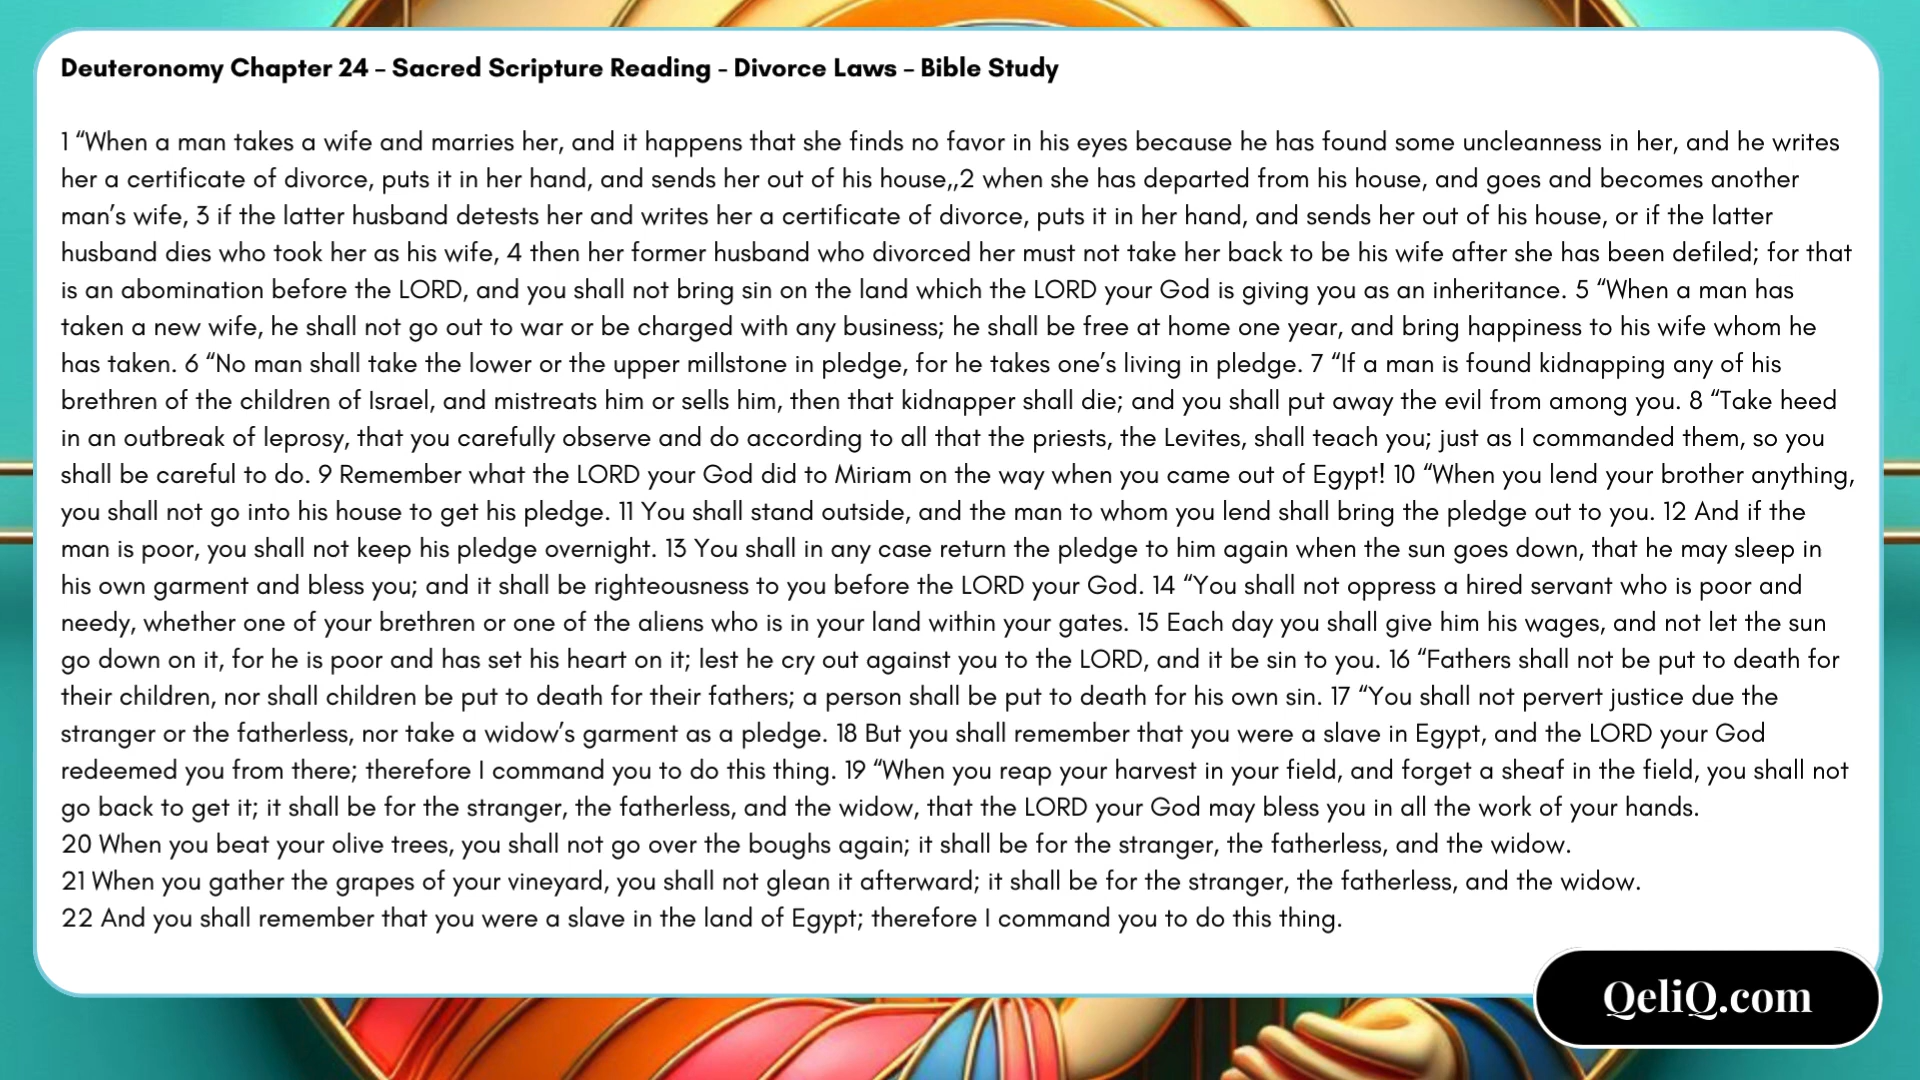 Deuteronomy Chapter 24 – Sacred Scripture Reading - Divorce Laws – Bible Study
1 “When a man takes a wife and marries her, and it happens that she finds no favor in his eyes because he has found some uncleanness in her, and he writes
her a certificate of divorce, puts it in her hand, and sends her out of his house,,2 when she has departed from his house, and goes and becomes another
man’s wife, 3 if the latter husband detests her and writes her a certificate of divorce, puts it in her hand, and sends her out of his house, or if the latter
husband dies who took her as his wife, 4 then her former husband who divorced her must not take her back to be his wife after she has been defiled; for that
is an abomination before the LORD, and you shall not bring sin on the land which the LORD your God is giving you as an inheritance. 5 “When a man has
taken a new wife, he shall not go out to war or be charged with any business; he shall be free at home one year, and bring happiness to his wife whom he
has taken. 6 “No man shall take the lower or the upper millstone in pledge, for he takes one’s living in pledge. 7 “If a man is found kidnapping any of his
brethren of the children of Israel, and mistreats him or sells him, then that kidnapper shall die; and you shall put away the evil from among you. 8 “Take heed
in an outbreak of leprosy, that you carefully observe and do according to all that the priests, the Levites, shall teach you; just as I commanded them, so you
shall be careful to do. 9 Remember what the LORD your God did to Miriam on the way when you came out of Egypt! 10 “When you lend your brother anything,
you shall not go into his house to get his pledge. 11 You shall stand outside, and the man to whom you lend shall bring the pledge out to you. 12 And if the
man is poor, you shall not keep his pledge overnight. 13 You shall in any case return the pledge to him again when the sun goes down, that he may sleep in
his own garment and bless you; and it shall be righteousness to you before the LORD your God. 14 “You shall not oppress a hired servant who is poor and
needy, whether one of your brethren or one of the aliens who is in your land within your gates. 15 Each day you shall give him his wages, and not let the sun
go down on it, for he is poor and has set his heart on it; lest he cry out against you to the LORD, and it be sin to you. 16 “Fathers shall not be put to death for
their children, nor shall children be put to death for their fathers; a person shall be put to death for his own sin. 17 “You shall not pervert justice due the
stranger or the fatherless, nor take a widow’s garment as a pledge. 18 But you shall remember that you were a slave in Egypt, and the LORD your God
redeemed you from there; therefore I command you to do this thing. 19 “When you reap your harvest in your field, and forget a sheaf in the field, you shall not
go back to get it; it shall be for the stranger, the fatherless, and the widow, that the LORD your God may bless you in all the work of your hands.
20 When you beat your olive trees, you shall not go over the boughs again; it shall be for the stranger, the fatherless, and the widow.
21 When you gather the grapes of your vineyard, you shall not glean it afterward; it shall be for the stranger, the fatherless, and the widow.
22 And you shall remember that you were a slave in the land of Egypt; therefore I command you to do this thing.
QeliQ.com